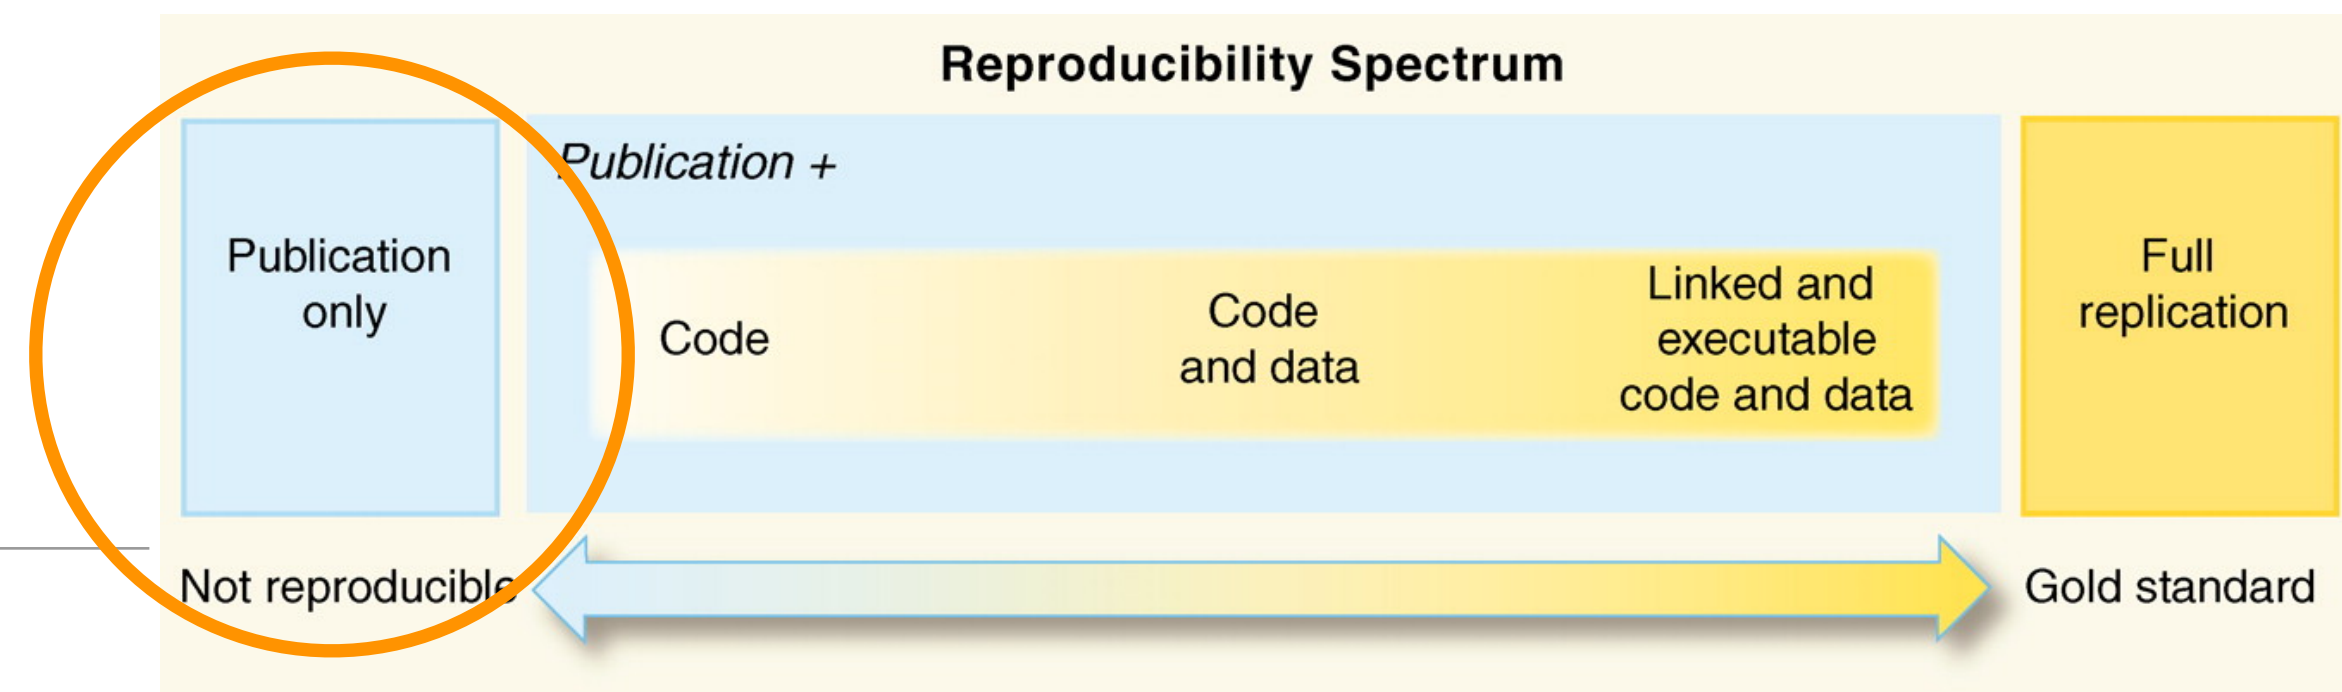 Reproducibility Spectrum
Publication
only
Publication +
Code
Code
and data
Linked and
executable
code and data
Full
replication
Not reproducible
Gold standard